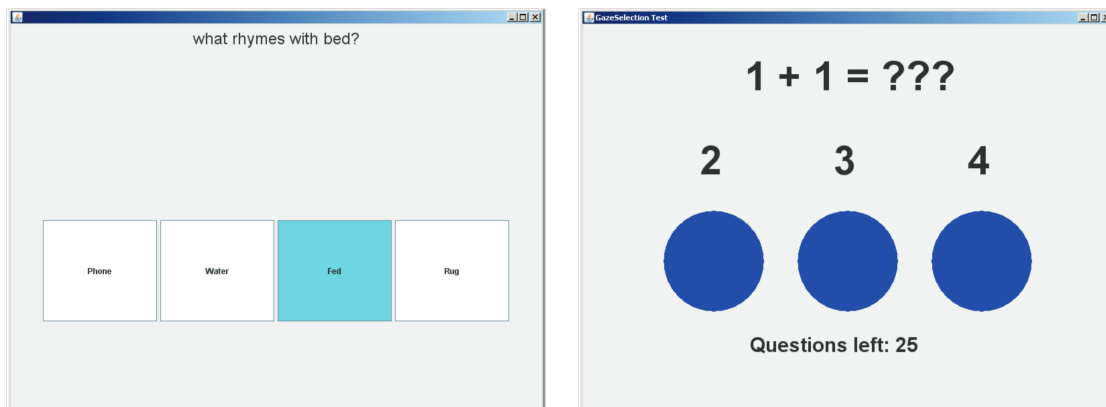 what rhymes with bed?
Phone Water Fed Rug
GazeSelection Test
1 + 1 = ???
2 3 4
Questions left: 25